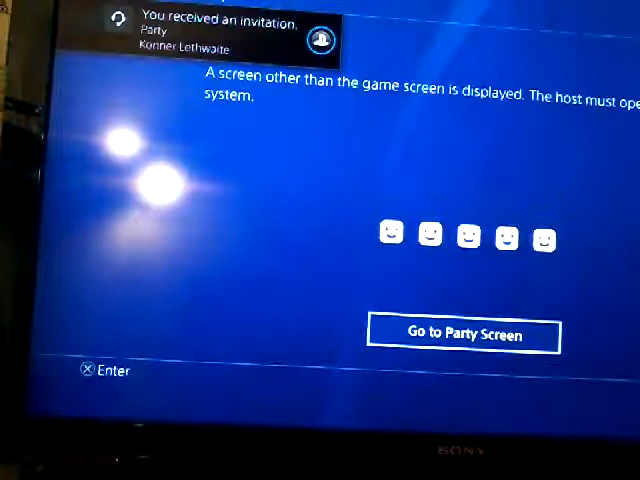 You received an invitation.
Party
Konner Lethwaite
A screen other than the game screen is displayed. The host must ope
system.
Go to Party Screen
Enter
SONY